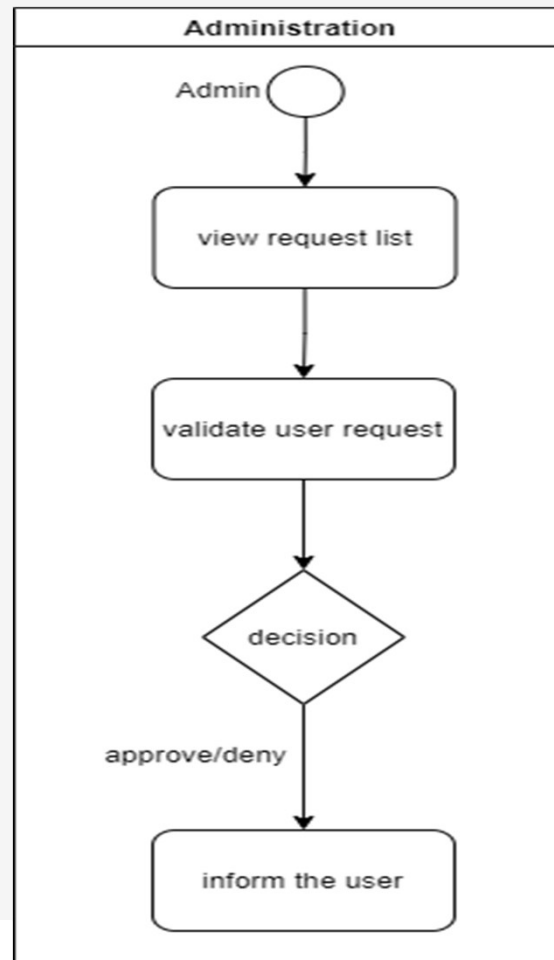 Administration
Admin
view request list
validate user request
decision
approve/deny
inform the user